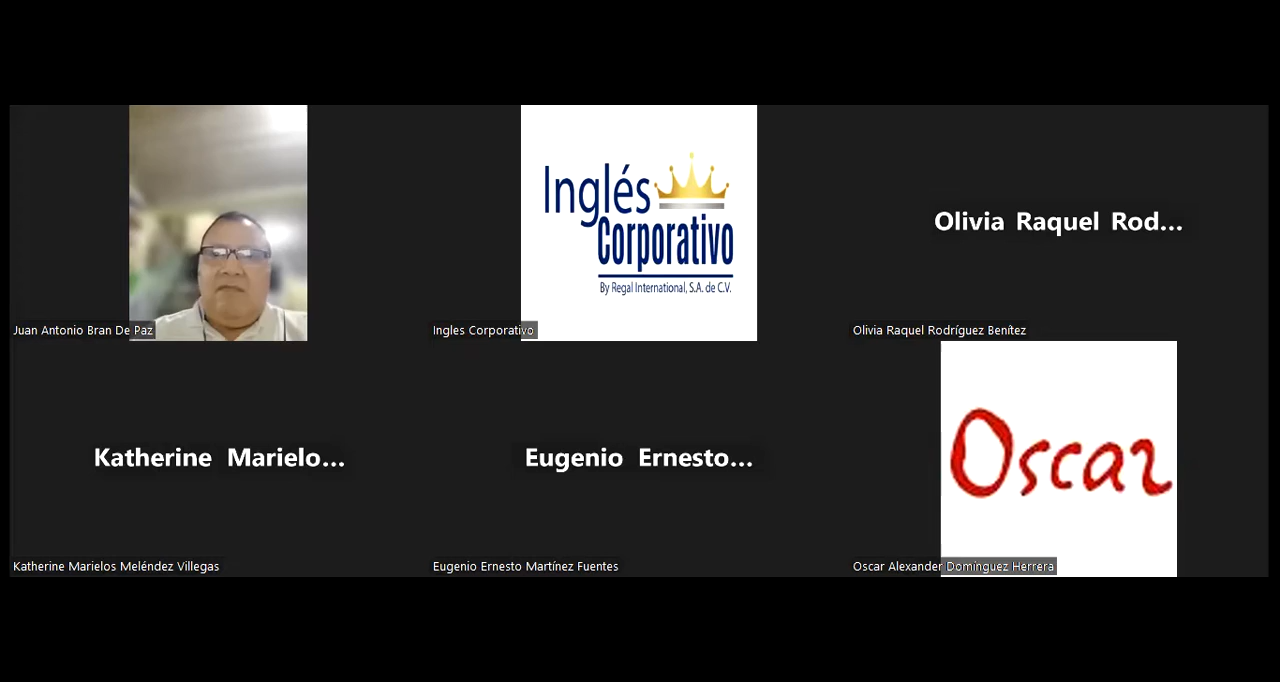 Inglés
Corporativo
By Regal International, S.A. de C.V.
Olivia Raquel Rod...
Juan Antonio Bran De Paz
Ingles Corporativo
Olivia Raquel Rodríguez Benítez
Katherine Marielo...
Eugenio Ernesto...
Oscar
Katherine Marielos Meléndez Villegas
Eugenio Ernesto Martínez Fuentes
Oscar Alexander Domínguez Herrera